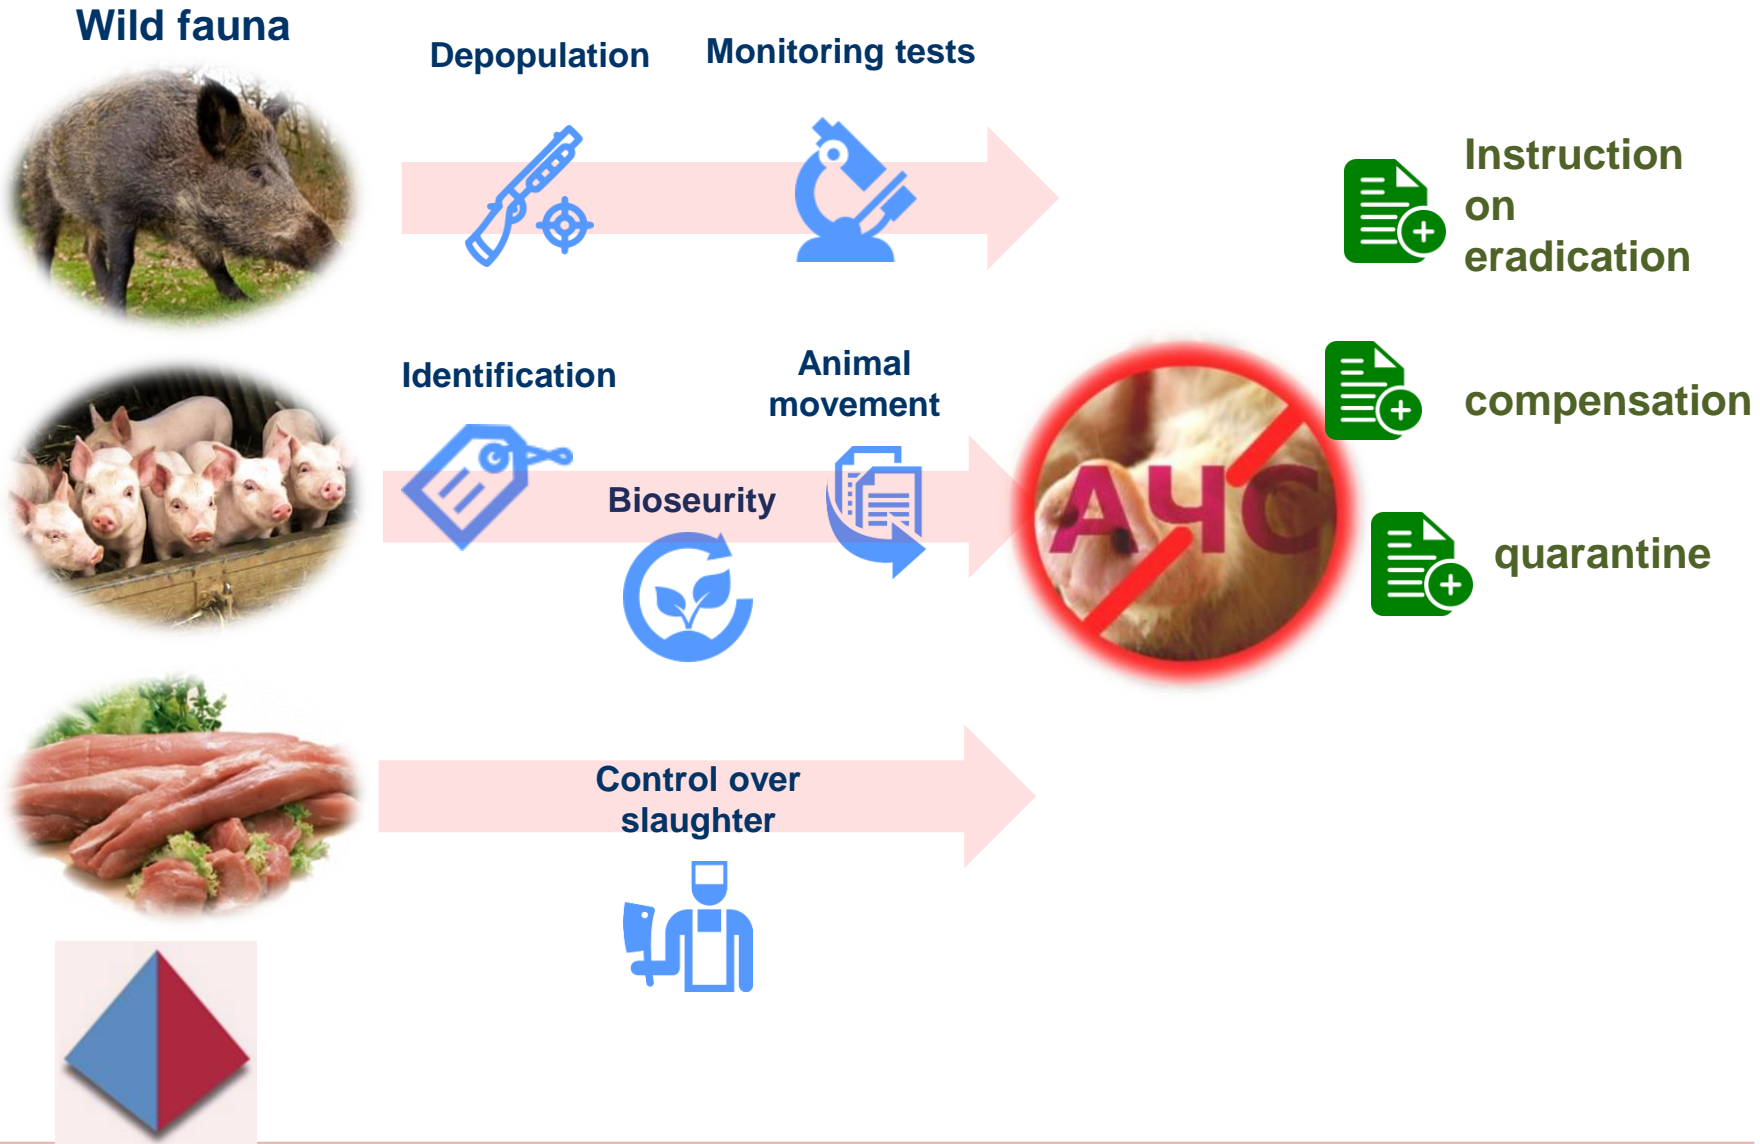 Wild fauna
Depopulation
Monitoring tests
Instruction
on
eradication
Identification
Animal
movement
Bioseurity
АЧС
compensation
quarantine
Control over
slaughter